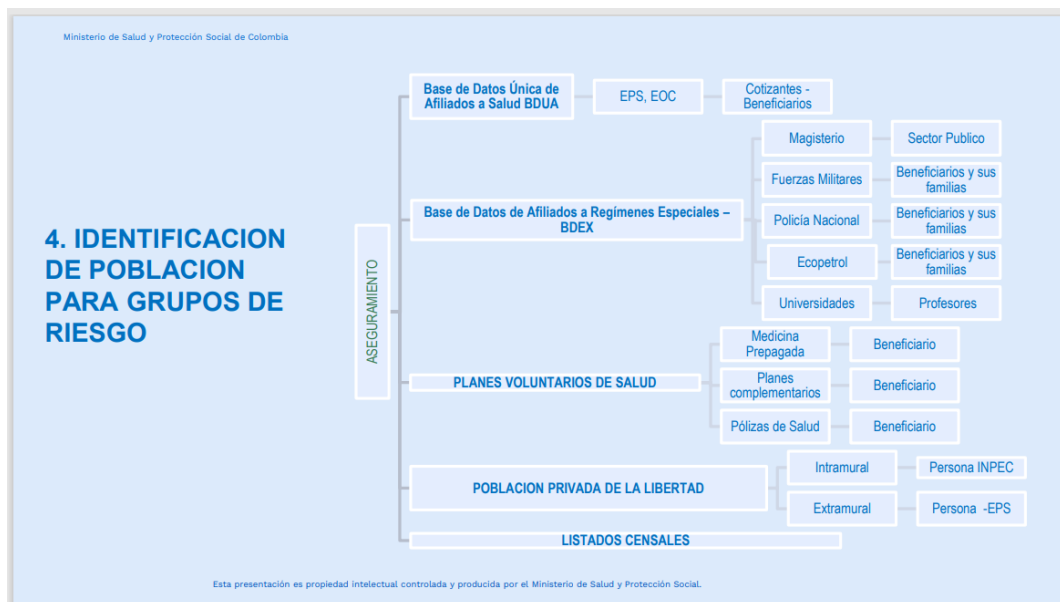 Ministerio de Salud y Protección Social de Colombia
4. IDENTIFICACION
DE POBLACION
PARA GRUPOS DE
RIESGO
ASEGURAMIENTO
Base de Datos Única de
Afiliados a Salud BDUA
EPS, EOC
Cotizantes -
Beneficiarios
Base de Datos de Afiliados a Regímenes Especiales –
BDEX
Magisterio
Sector Publico
Fuerzas Militares
Beneficiarios y sus
familias
Policía Nacional
Beneficiarios y sus
familias
Ecopetrol
Beneficiarios y sus
familias
Universidades
Profesores
PLANES VOLUNTARIOS DE SALUD
Medicina
Prepagada
Beneficiario
Planes
complementarios
Beneficiario
Pólizas de Salud
Beneficiario
POBLACION PRIVADA DE LA LIBERTAD
Intramural
Persona INPEC
Extramural
Persona -EPS
LISTADOS CENSALES
Esta presentación es propiedad intelectual controlada y producida por el Ministerio de Salud y Protección Social.